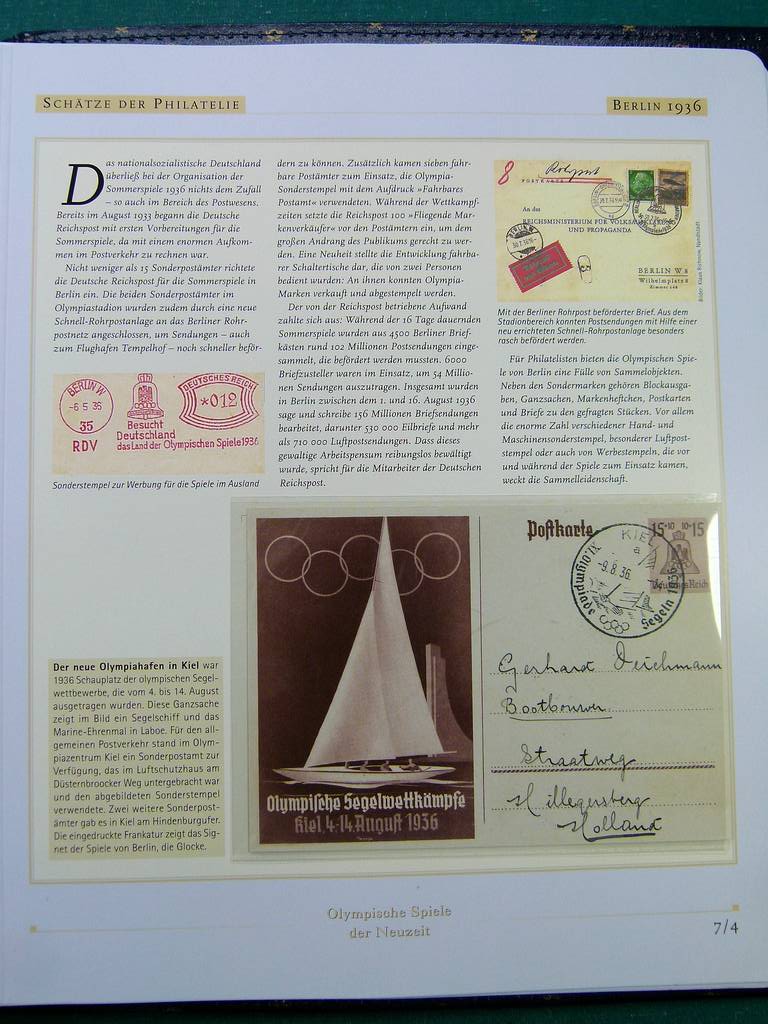 SCHÄTZE DER PHILATELIE
BERLIN 1936
Das nationalsozialistische Deutschland
überließ bei der Organisation der
Sommerspiele 1936 nichts dem Zufall
– so auch im Bereich des Postwesens.
Bereits im August 1933 begann die Deutsche
Reichspost mit ersten Vorbereitungen für die
Sommerspiele, da mit einem enormen Aufkom-
men im Postverkehr zu rechnen war.
Nicht weniger als 15 Sonderpostämter richtete
die Deutsche Reichspost für die Sommerspiele in
Berlin ein. Die beiden Sonderpostämter im
Olympiastadion wurden zudem durch eine neue
Schnell-Rohrpostanlage an das Berliner Rohr-
postnetz angeschlossen, um Sendungen – auch
zum Flughafen Tempelhof – noch schneller beför-
BERLIN W
-6.5 36
35
RDV
Besucht
Deutschland
das Land der Olympischen Spiele 1936
DEUTSCHES REICH
*012
Sonderstempel zur Werbung für die Spiele im Ausland
dern zu können. Zusätzlich kamen sieben fahr-
bare Postämter zum Einsatz, die Olympia-
Sonderstempel mit dem Aufdruck »Fahrbares
Postamt« verwendeten. Während der Wettkampf-
zeiten setzte die Reichspost 100 »Fliegende Mar-
kenverkäufer« vor den Postämtern ein, um dem
großen Andrang des Publikums gerecht zu wer-
den. Eine Neuheit stellte die Entwicklung fahrba-
rer Schaltertische dar, die von zwei Personen
bedient wurden: An ihnen konnten Olympia-
Marken verkauft und abgestempelt werden.
Der von der Reichspost betriebene Aufwand
zahlte sich aus: Während der 16 Tage dauernden
Sommerspiele wurden aus 4500 Berliner Brief-
kästen rund 102 Millionen Postsendungen einge-
sammelt, die befördert werden mussten. 6000
Briefzusteller waren im Einsatz, um 54 Millio-
nen Sendungen auszutragen. Insgesamt wurden
in Berlin zwischen dem 1. und 16. August 1936
sage und schreibe 156 Millionen Briefsendungen
bearbeitet, darunter 530 000 Eilbriefe und mehr
als 710 000 Luftpostsendungen. Dass dieses
gewaltige Arbeitspensum reibungslos bewältigt
wurde, spricht für die Mitarbeiter der Deutschen
Reichspost.
8
Rohrpost
POSTKARTE
An das
REICHSMINISTERIUM FÜR VOLKSAUFKLÄRUNG
UND PROPAGANDA
BERLIN W 8
Wilhelmplatz 8
BERLIN W
Mit der Berliner Rohrpost beförderter Brief. Aus dem
Stadionbereich konnten Postsendungen mit Hilfe einer
neu errichteten Schnell-Rohrpostanlage besonders
rasch befördert werden.
Für Philatelisten bieten die Olympischen Spie-
le von Berlin eine Fülle von Sammelobjekten.
Neben den Sondermarken gehören Blockausga-
ben, Ganzsachen, Markenheftchen, Postkarten
und Briefe zu den gefragten Stücken. Vor allem
die enorme Zahl verschiedener Hand- und
Maschinensonderstempel, besonderer Luftpost-
stempel oder auch von Werbestempeln, die vor
und während der Spiele zum Einsatz kamen,
weckt die Sammelleidenschaft.
Der neue Olympiahafen in Kiel war
1936 Schauplatz der olympischen Segel-
wettbewerbe, die vom 4. bis 14. August
ausgetragen wurden. Diese Ganzsache
zeigt im Bild ein Segelschiff und das
Marine-Ehrenmal in Laboe. Für den all-
gemeinen Postverkehr stand im Olym-
piazentrum Kiel ein Sonderpostamt zur
Verfügung, das im Luftschutzhaus am
Düsternbroocker Weg untergebracht war
und den abgebildeten Sonderstempel
verwendete. Zwei weitere Sonderpost-
ämter gab es in Kiel am Hindenburgufer.
Die eingedruckte Frankatur zeigt das Sig-
net der Spiele von Berlin, die Glocke.
Olympische Segelwettkämpfe
Kiel, 4.-14. August 1936
Postkarte
15+10 10+15
Deutsches Reich
KIEL
a
-9.8.36.
XI. Olympiade 1936
Segeln
Gerhard Deichmann
Bootbouwer
Straatweg
Hillegersberg
Holland
Olympische Spiele
der Neuzeit
7/4